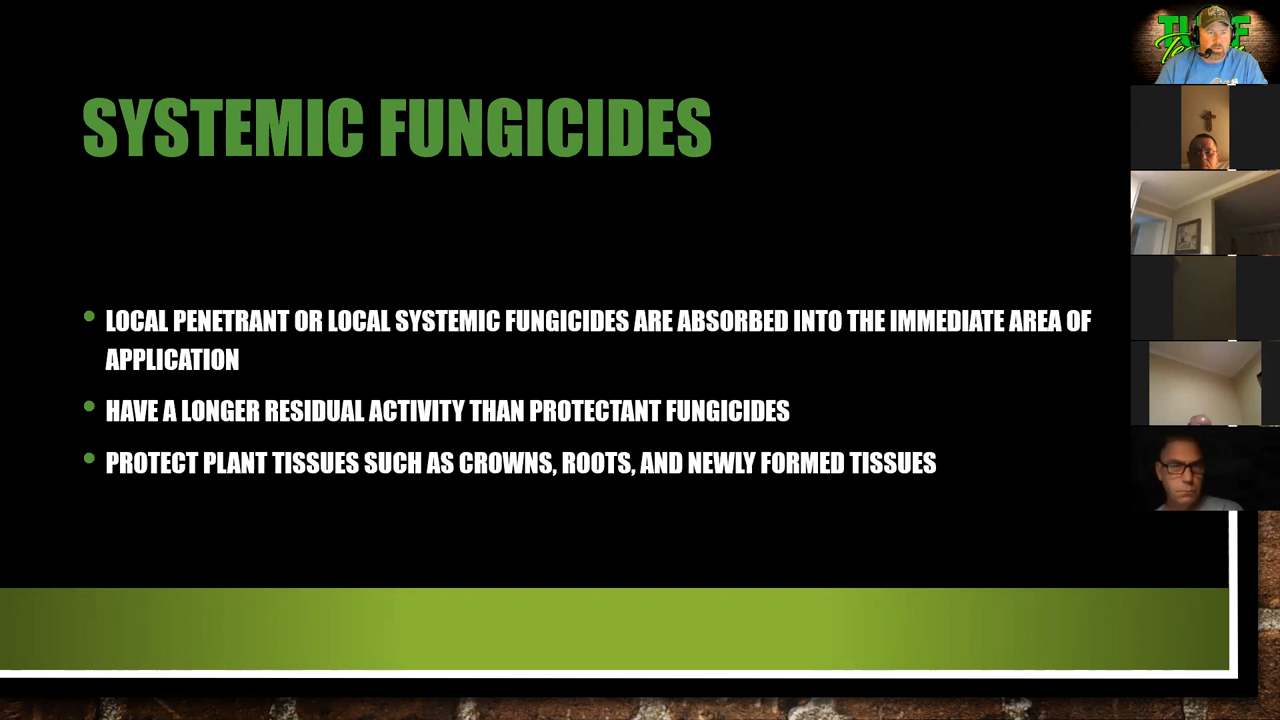 SYSTEMIC FUNGICIDES
• LOCAL PENETRANT OR LOCAL SYSTEMIC FUNGICIDES ARE ABSORBED INTO THE IMMEDIATE AREA OF
APPLICATION
• HAVE A LONGER RESIDUAL ACTIVITY THAN PROTECTANT FUNGICIDES
• PROTECT PLANT TISSUES SUCH AS CROWNS, ROOTS, AND NEWLY FORMED TISSUES